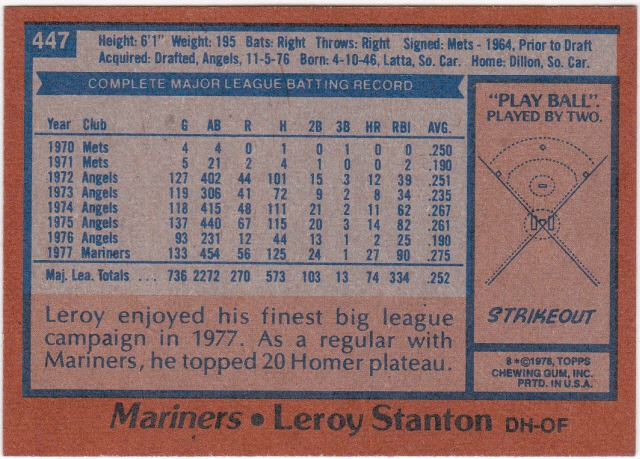 447
Height: 6'1" Weight: 195 Bats: Right Throws: Right Signed: Mets - 1964, Prior to Draft
Acquired: Drafted, Angels, 11-5-76 Born: 4-10-46, Latta, So. Car. Home: Dillon, So. Car.
COMPLETE MAJOR LEAGUE BATTING RECORD
Year Club G AB R H 2B 3B HR RBI AVG.
1970 Mets 4 4 0 1 0 1 0 0 .250
1971 Mets 5 21 2 4 1 0 0 2 .190
1972 Angels 127 402 44 101 15 3 12 39 .251
1973 Angels 119 306 41 72 9 2 8 34 .235
1974 Angels 118 415 48 111 21 2 11 62 .267
1975 Angels 137 440 67 115 20 3 14 82 .261
1976 Angels 93 231 12 44 13 1 2 25 .190
1977 Mariners 133 454 56 125 24 1 27 90 .275
Maj. Lea. Totals ... 736 2272 270 573 103 13 74 334 .252
Leroy enjoyed his finest big league
campaign in 1977. As a regular with
Mariners, he topped 20 Homer plateau.
"PLAY BALL".
PLAYED BY TWO.
STRIKEOUT
8 * © 1978, TOPPS
CHEWING GUM, INC.
PRTD. IN U.S.A.
Mariners • Leroy Stanton DH-OF